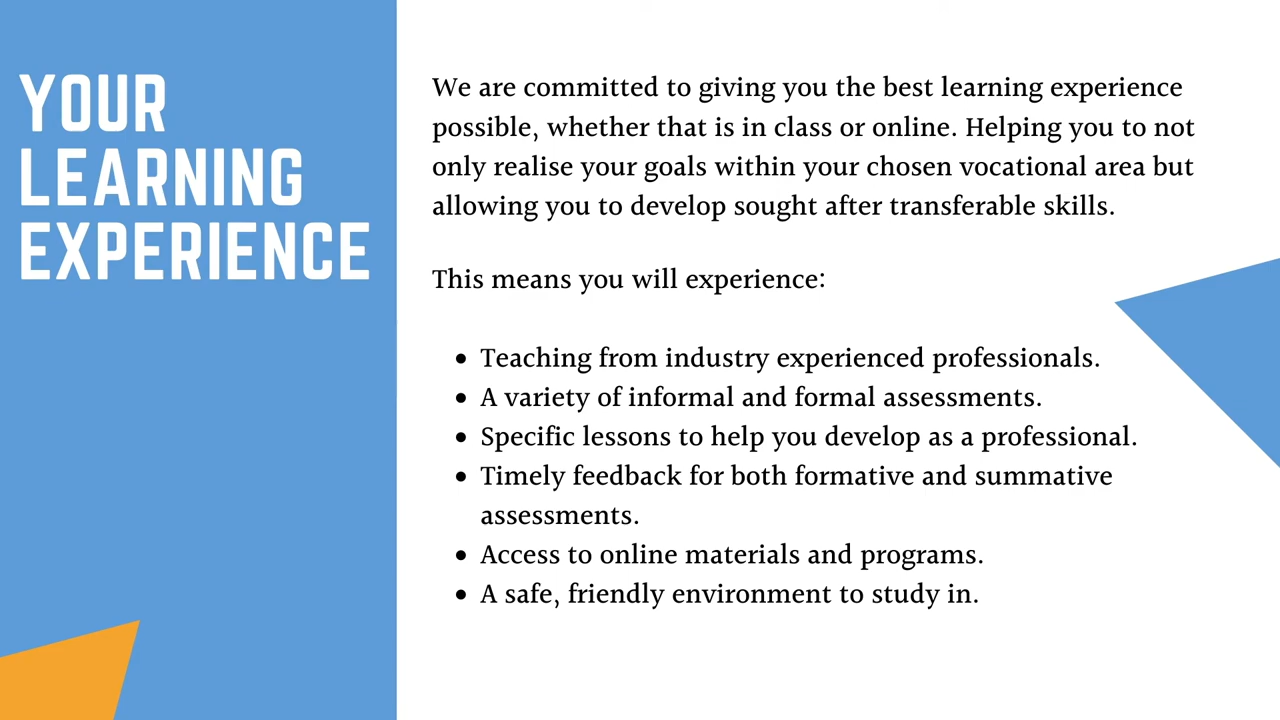 YOUR
LEARNING
EXPERIENCE
We are committed to giving you the best learning experience
possible, whether that is in class or online. Helping you to not
only realise your goals within your chosen vocational area but
allowing you to develop sought after transferable skills.
This means you will experience:
• Teaching from industry experienced professionals.
• A variety of informal and formal assessments.
• Specific lessons to help you develop as a professional.
• Timely feedback for both formative and summative
assessments.
• Access to online materials and programs.
• A safe, friendly environment to study in.